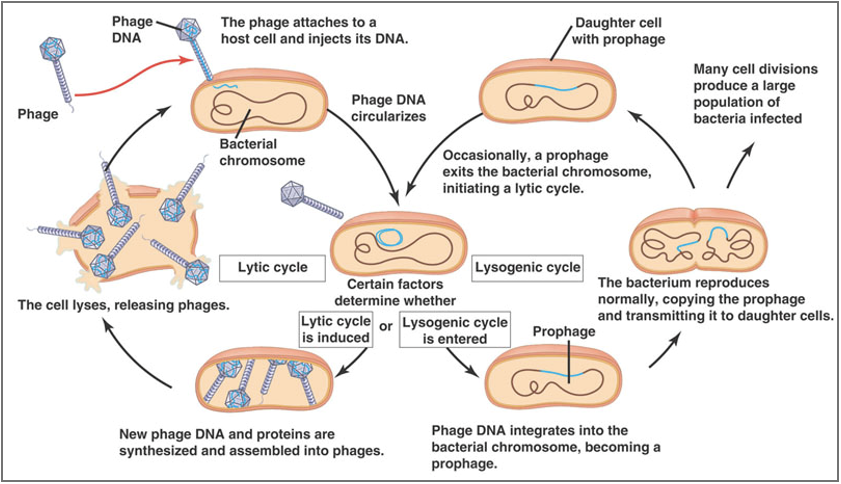 Phage
DNA
The phage attaches to a
host cell and injects its DNA.
Daughter cell
with prophage
Many cell divisions
produce a large
population of
bacteria infected
Phage
Phage DNA
circularizes
Bacterial
chromosome
Occasionally, a prophage
exits the bacterial chromosome,
initiating a lytic cycle.
Lytic cycle
Lysogenic cycle
Certain factors
determine whether
The cell lyses, releasing phages.
The bacterium reproduces
normally, copying the prophage
and transmitting it to daughter cells.
Lytic cycle
is induced
or
Lysogenic cycle
is entered
Prophage
New phage DNA and proteins are
synthesized and assembled into phages.
Phage DNA integrates into the
bacterial chromosome, becoming a
prophage.